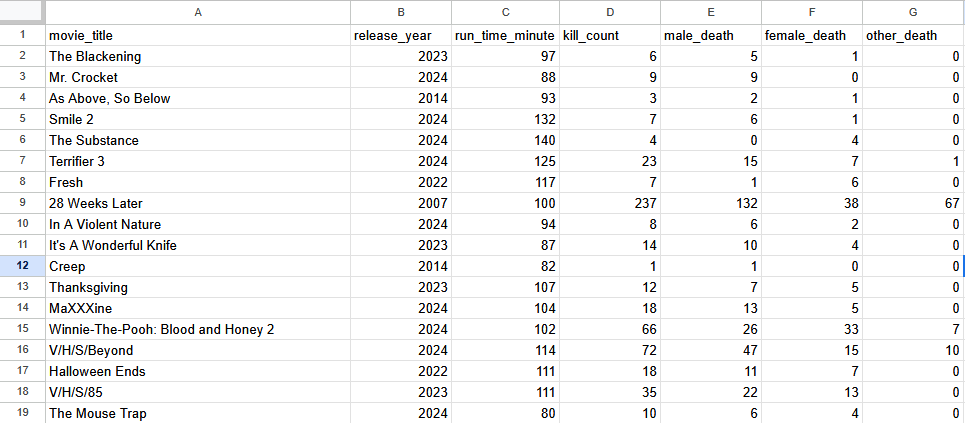 A B C D E F G
1 movie_title release_year run_time_minute kill_count male_death female_death other_death
2 The Blackening 2023 97 6 5 1 0
3 Mr. Crocket 2024 88 9 9 0 0
4 As Above, So Below 2014 93 3 2 1 0
5 Smile 2 2024 132 7 6 1 0
6 The Substance 2024 140 4 0 4 0
7 Terrifier 3 2024 125 23 15 7 1
8 Fresh 2022 117 7 1 6 0
9 28 Weeks Later 2007 100 237 132 38 67
10 In A Violent Nature 2024 94 8 6 2 0
11 It's A Wonderful Knife 2023 87 14 10 4 0
12 Creep 2014 82 1 1 0 0
13 Thanksgiving 2023 107 12 7 5 0
14 MaXXXine 2024 104 18 13 5 0
15 Winnie-The-Pooh: Blood and Honey 2 2024 102 66 26 33 7
16 V/H/S/Beyond 2024 114 72 47 15 10
17 Halloween Ends 2022 111 18 11 7 0
18 V/H/S/85 2023 111 35 22 13 0
19 The Mouse Trap 2024 80 10 6 4 0